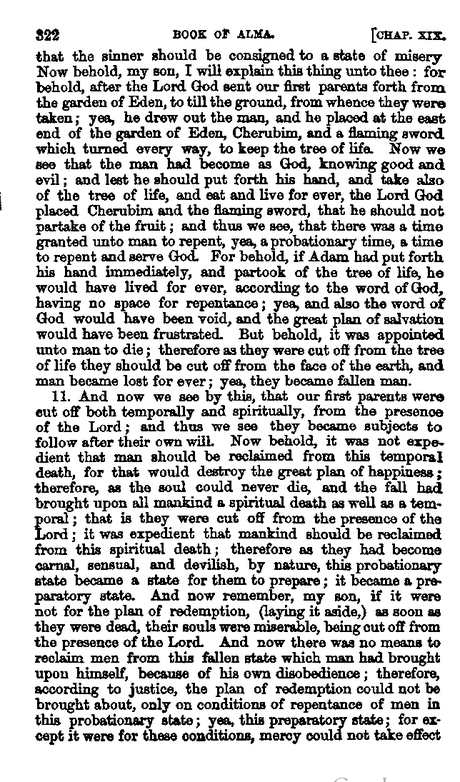 322 BOOK OF ALMA. [CHAP. XIX.
that the sinner should be consigned to a state of misery
Now behold, my son, I will explain this thing unto thee: for
behold, after the Lord God sent our first parents forth from
the garden of Eden, to till the ground, from whence they were
taken; yea, he drew out the man, and he placed at the east
end of the garden of Eden, Cherubim, and a flaming sword
which turned every way, to keep the tree of life. Now we
see that the man had become as God, knowing good and
evil; and lest he should put forth his hand, and take also
of the tree of life, and eat and live for ever, the Lord God
placed Cherubim and the flaming sword, that he should not
partake of the fruit; and thus we see, that there was a time
granted unto man to repent, yea, a probationary time, a time
to repent and serve God. For behold, if Adam had put forth
his hand immediately, and partook of the tree of life, he
would have lived for ever, according to the word of God,
having no space for repentance; yea, and also the word of
God would have been void, and the great plan of salvation
would have been frustrated. But behold, it was appointed
unto man to die; therefore as they were cut off from the tree
of life they should be cut off from the face of the earth, and
man became lost for ever; yea, they became fallen man.
11. And now we see by this, that our first parents were
cut off both temporally and spiritually, from the presence
of the Lord; and thus we see they became subjects to
follow after their own will. Now behold, it was not expe-
dient that man should be reclaimed from this temporal
death, for that would destroy the great plan of happiness;
therefore, as the soul could never die, and the fall had
brought upon all mankind a spiritual death as well as a tem-
poral; that is they were cut off from the presence of the
Lord; it was expedient that mankind should be reclaimed
from this spiritual death; therefore as they had become
carnal, sensual, and devilish, by nature, this probationary
state became a state for them to prepare; it became a pre-
paratory state. And now remember, my son, if it were
not for the plan of redemption, (laying it aside,) as soon as
they were dead, their souls were miserable, being cut off from
the presence of the Lord. And now there was no means to
reclaim men from this fallen state which man had brought
upon himself, because of his own disobedience; therefore,
according to justice, the plan of redemption could not be
brought about, only on conditions of repentance of men in
this probationary state; yea, this preparatory state; for ex-
cept it were for these conditions, mercy could not take effect